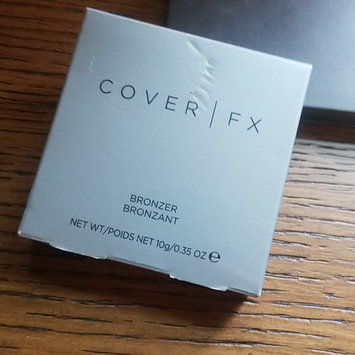 COVER | FX
BRONZER
BRONZANT
NET WT/POIDS NET 10g/0.35 OZ ℮